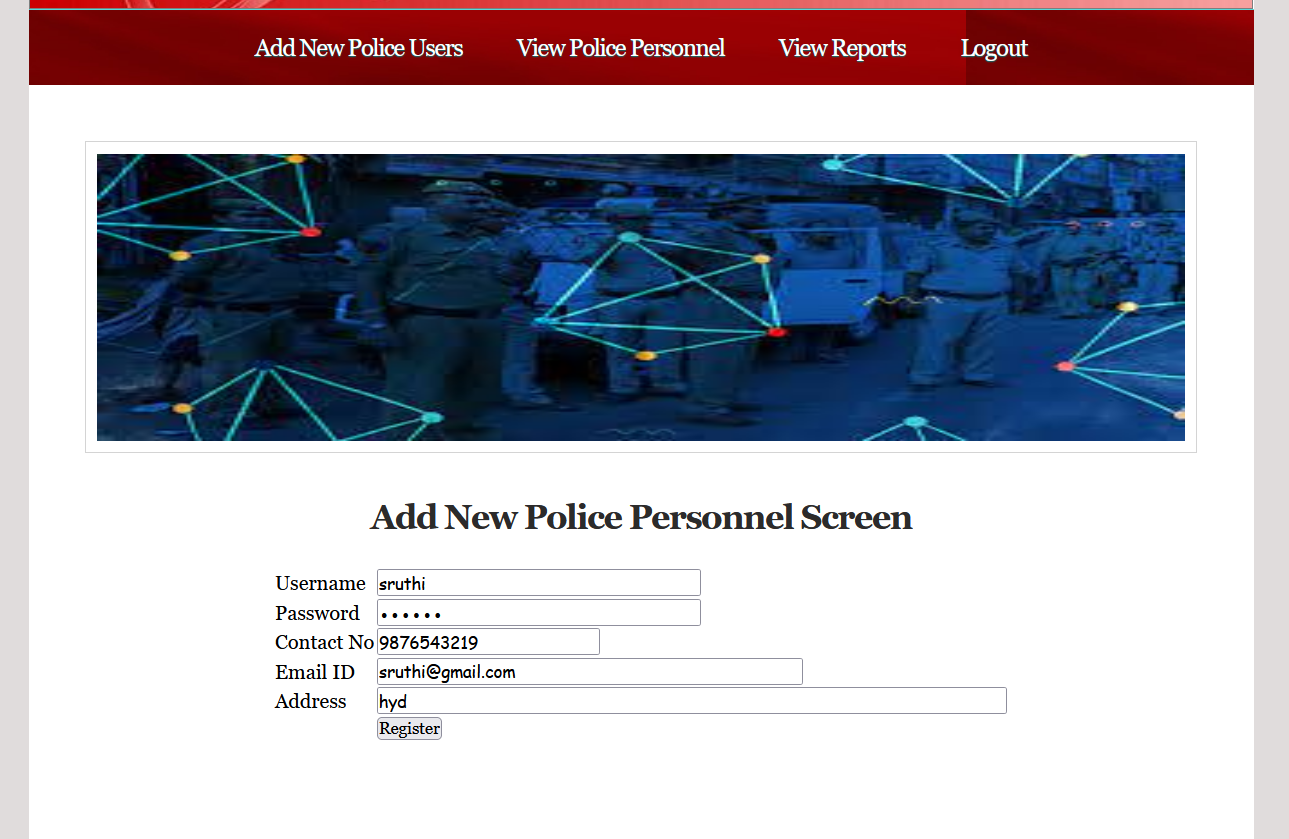 Add New Police Users View Police Personnel View Reports Logout
Add New Police Personnel Screen
Username sruthi
Password ••••••
Contact No 9876543219
Email ID sruthi@gmail.com
Address hyd
Register